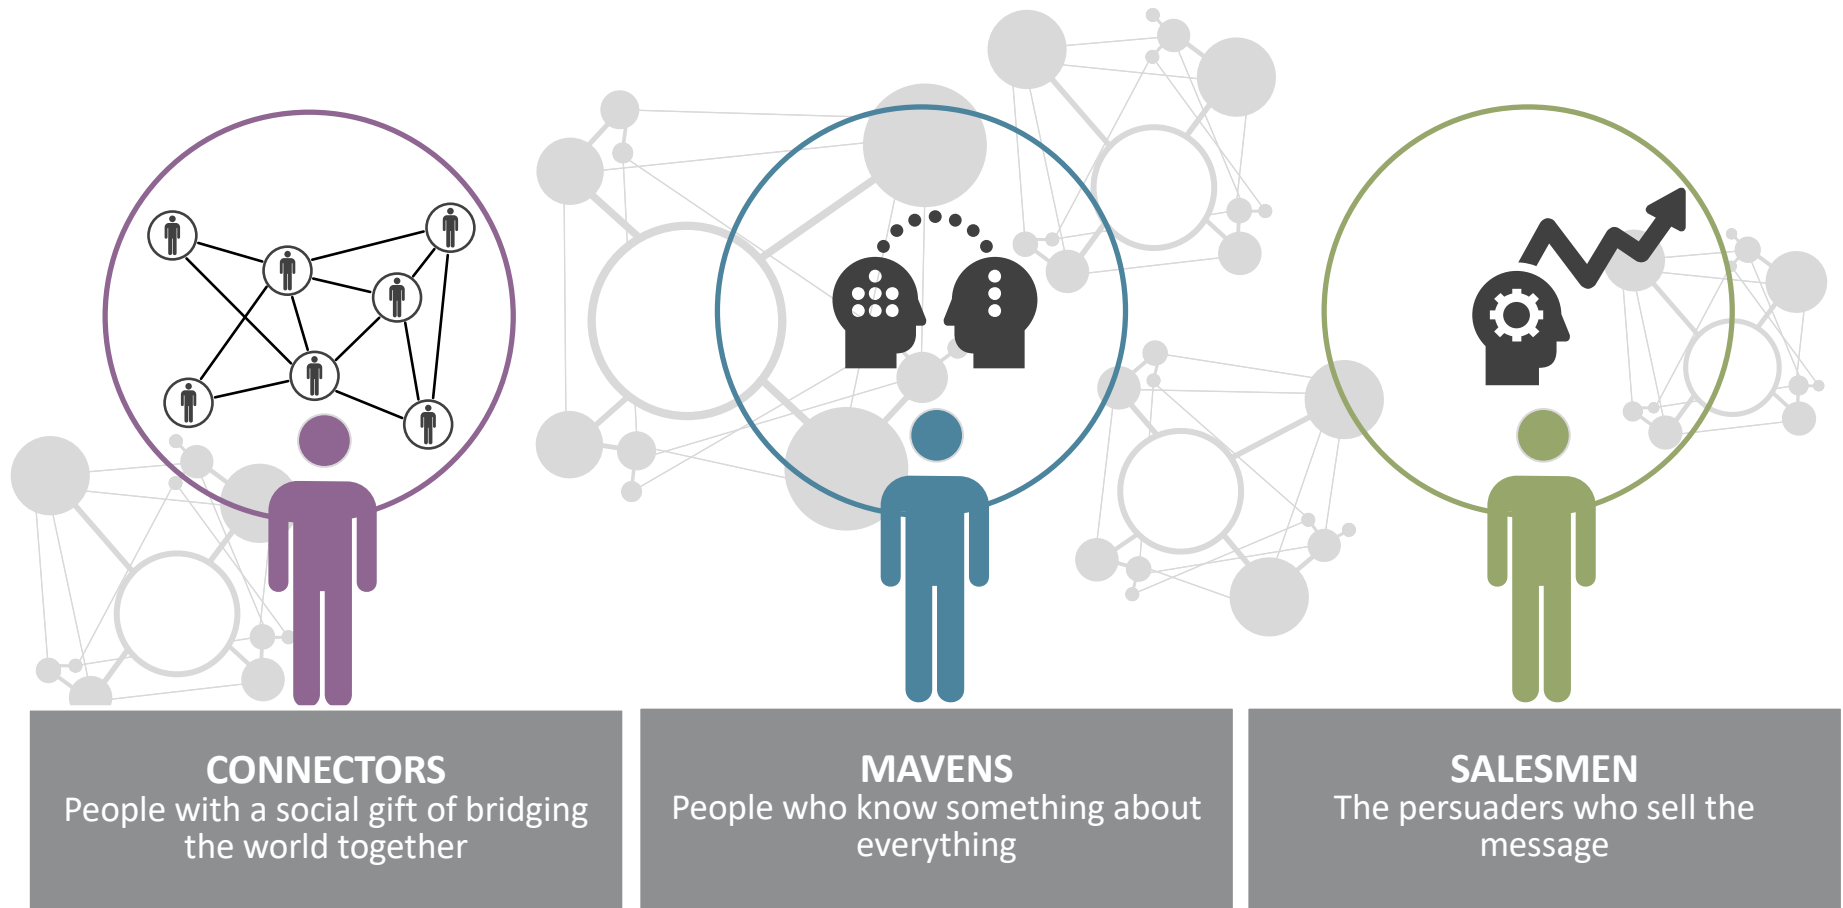 CONNECTORS
People with a social gift of bridging
the world together
MAVENS
People who know something about
everything
SALESMEN
The persuaders who sell the
message